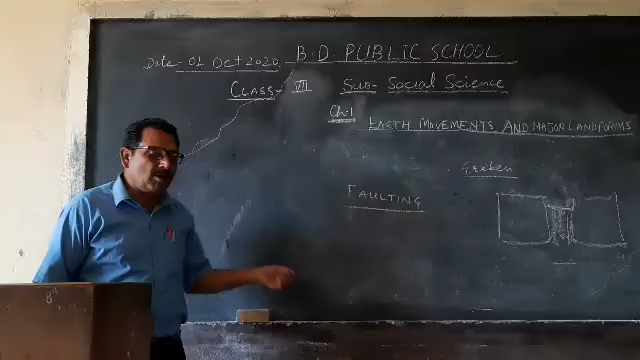 Date- 01 Oct 2020 B.D. PUBLIC SCHOOL
CLASS- VII Sub- Social Science
Ch.1 EARTH MOVEMENTS AND MAJOR LANDFORMS
Graben
FAULTING
8th